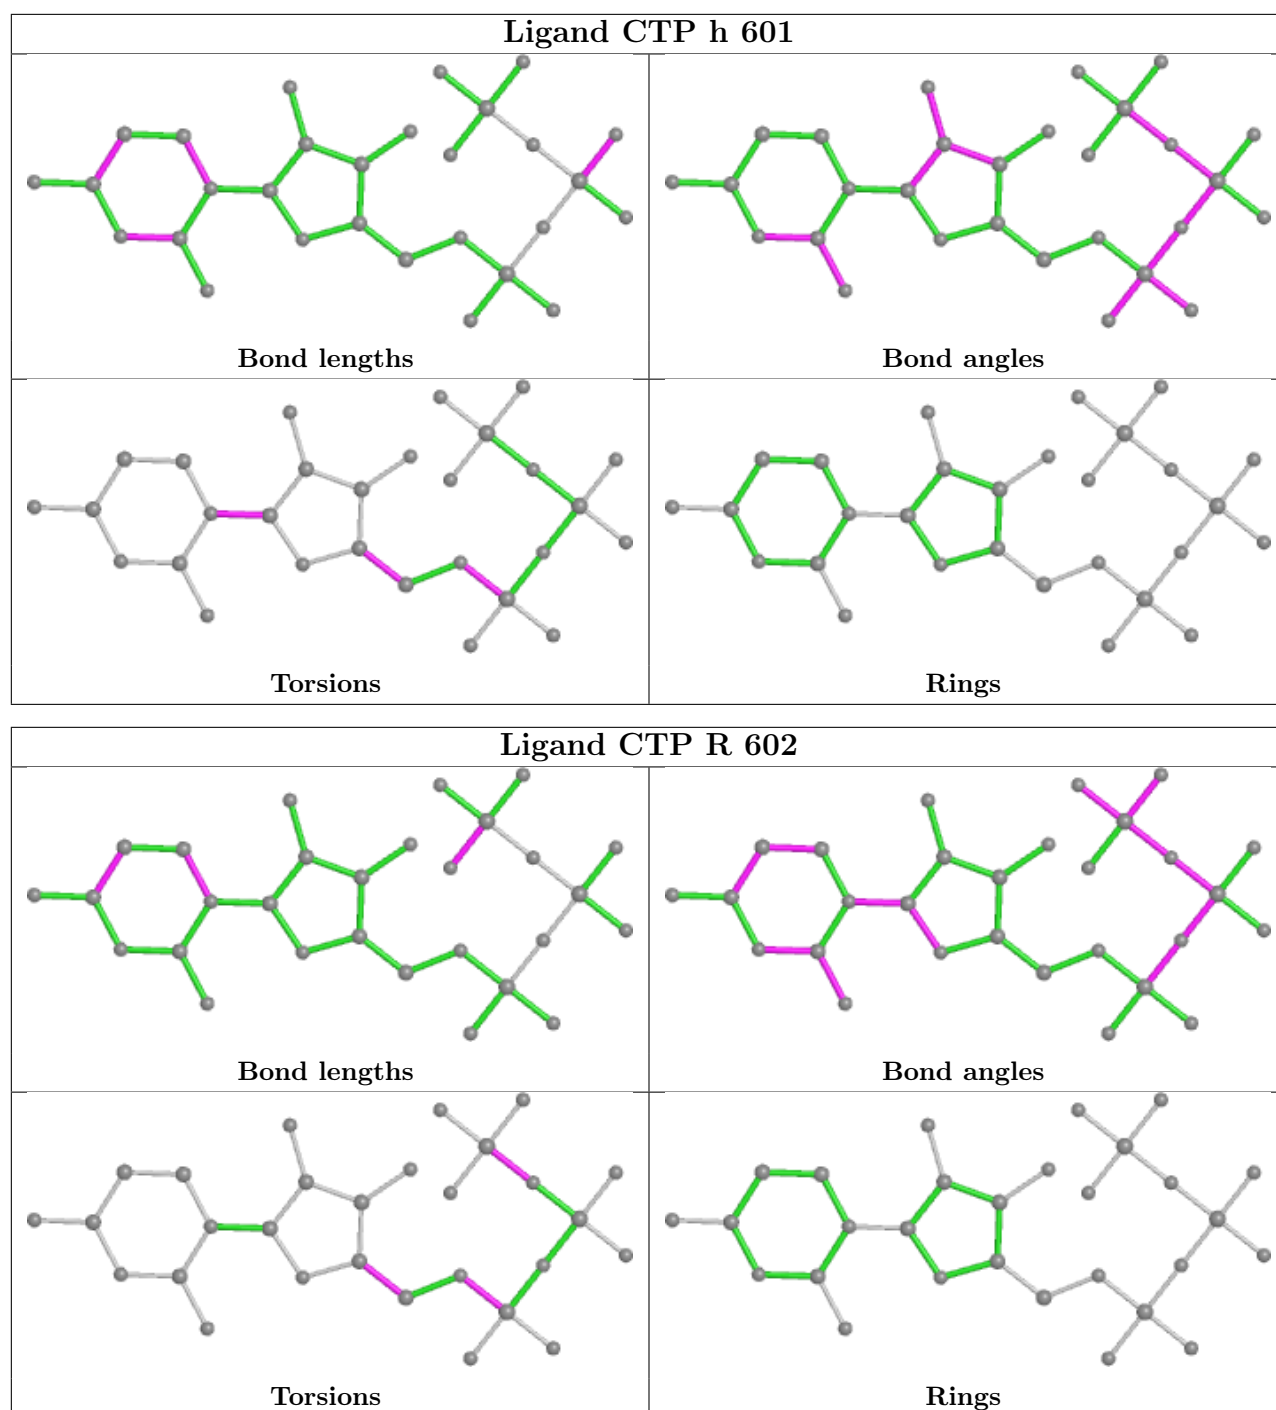 Ligand CTP h 601
Bond lengths
Bond angles
Torsions
Rings
Ligand CTP R 602
Bond lengths
Bond angles
Torsions
Rings